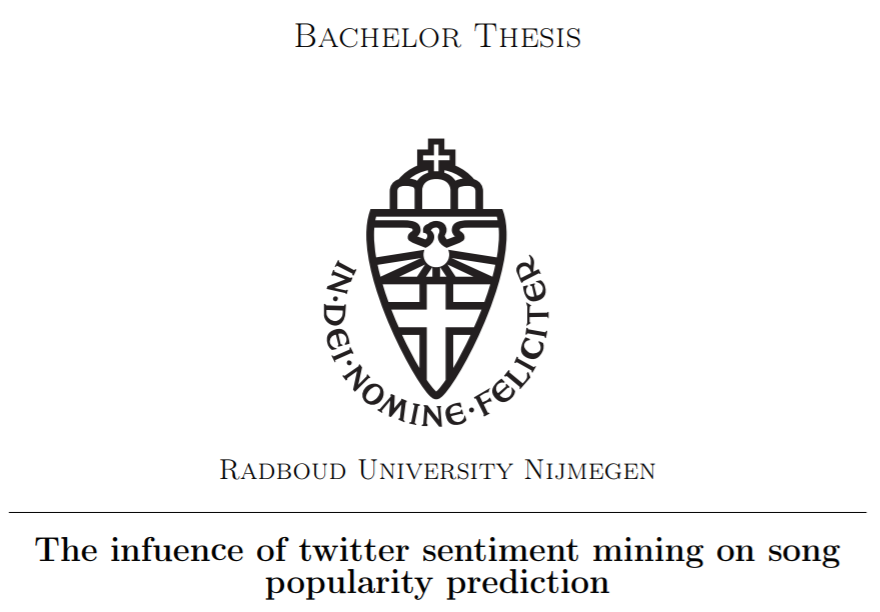 Bachelor Thesis
IN·DEI·NOMINE·FELICITER
Radboud University Nijmegen
The infuence of twitter sentiment mining on song
popularity prediction